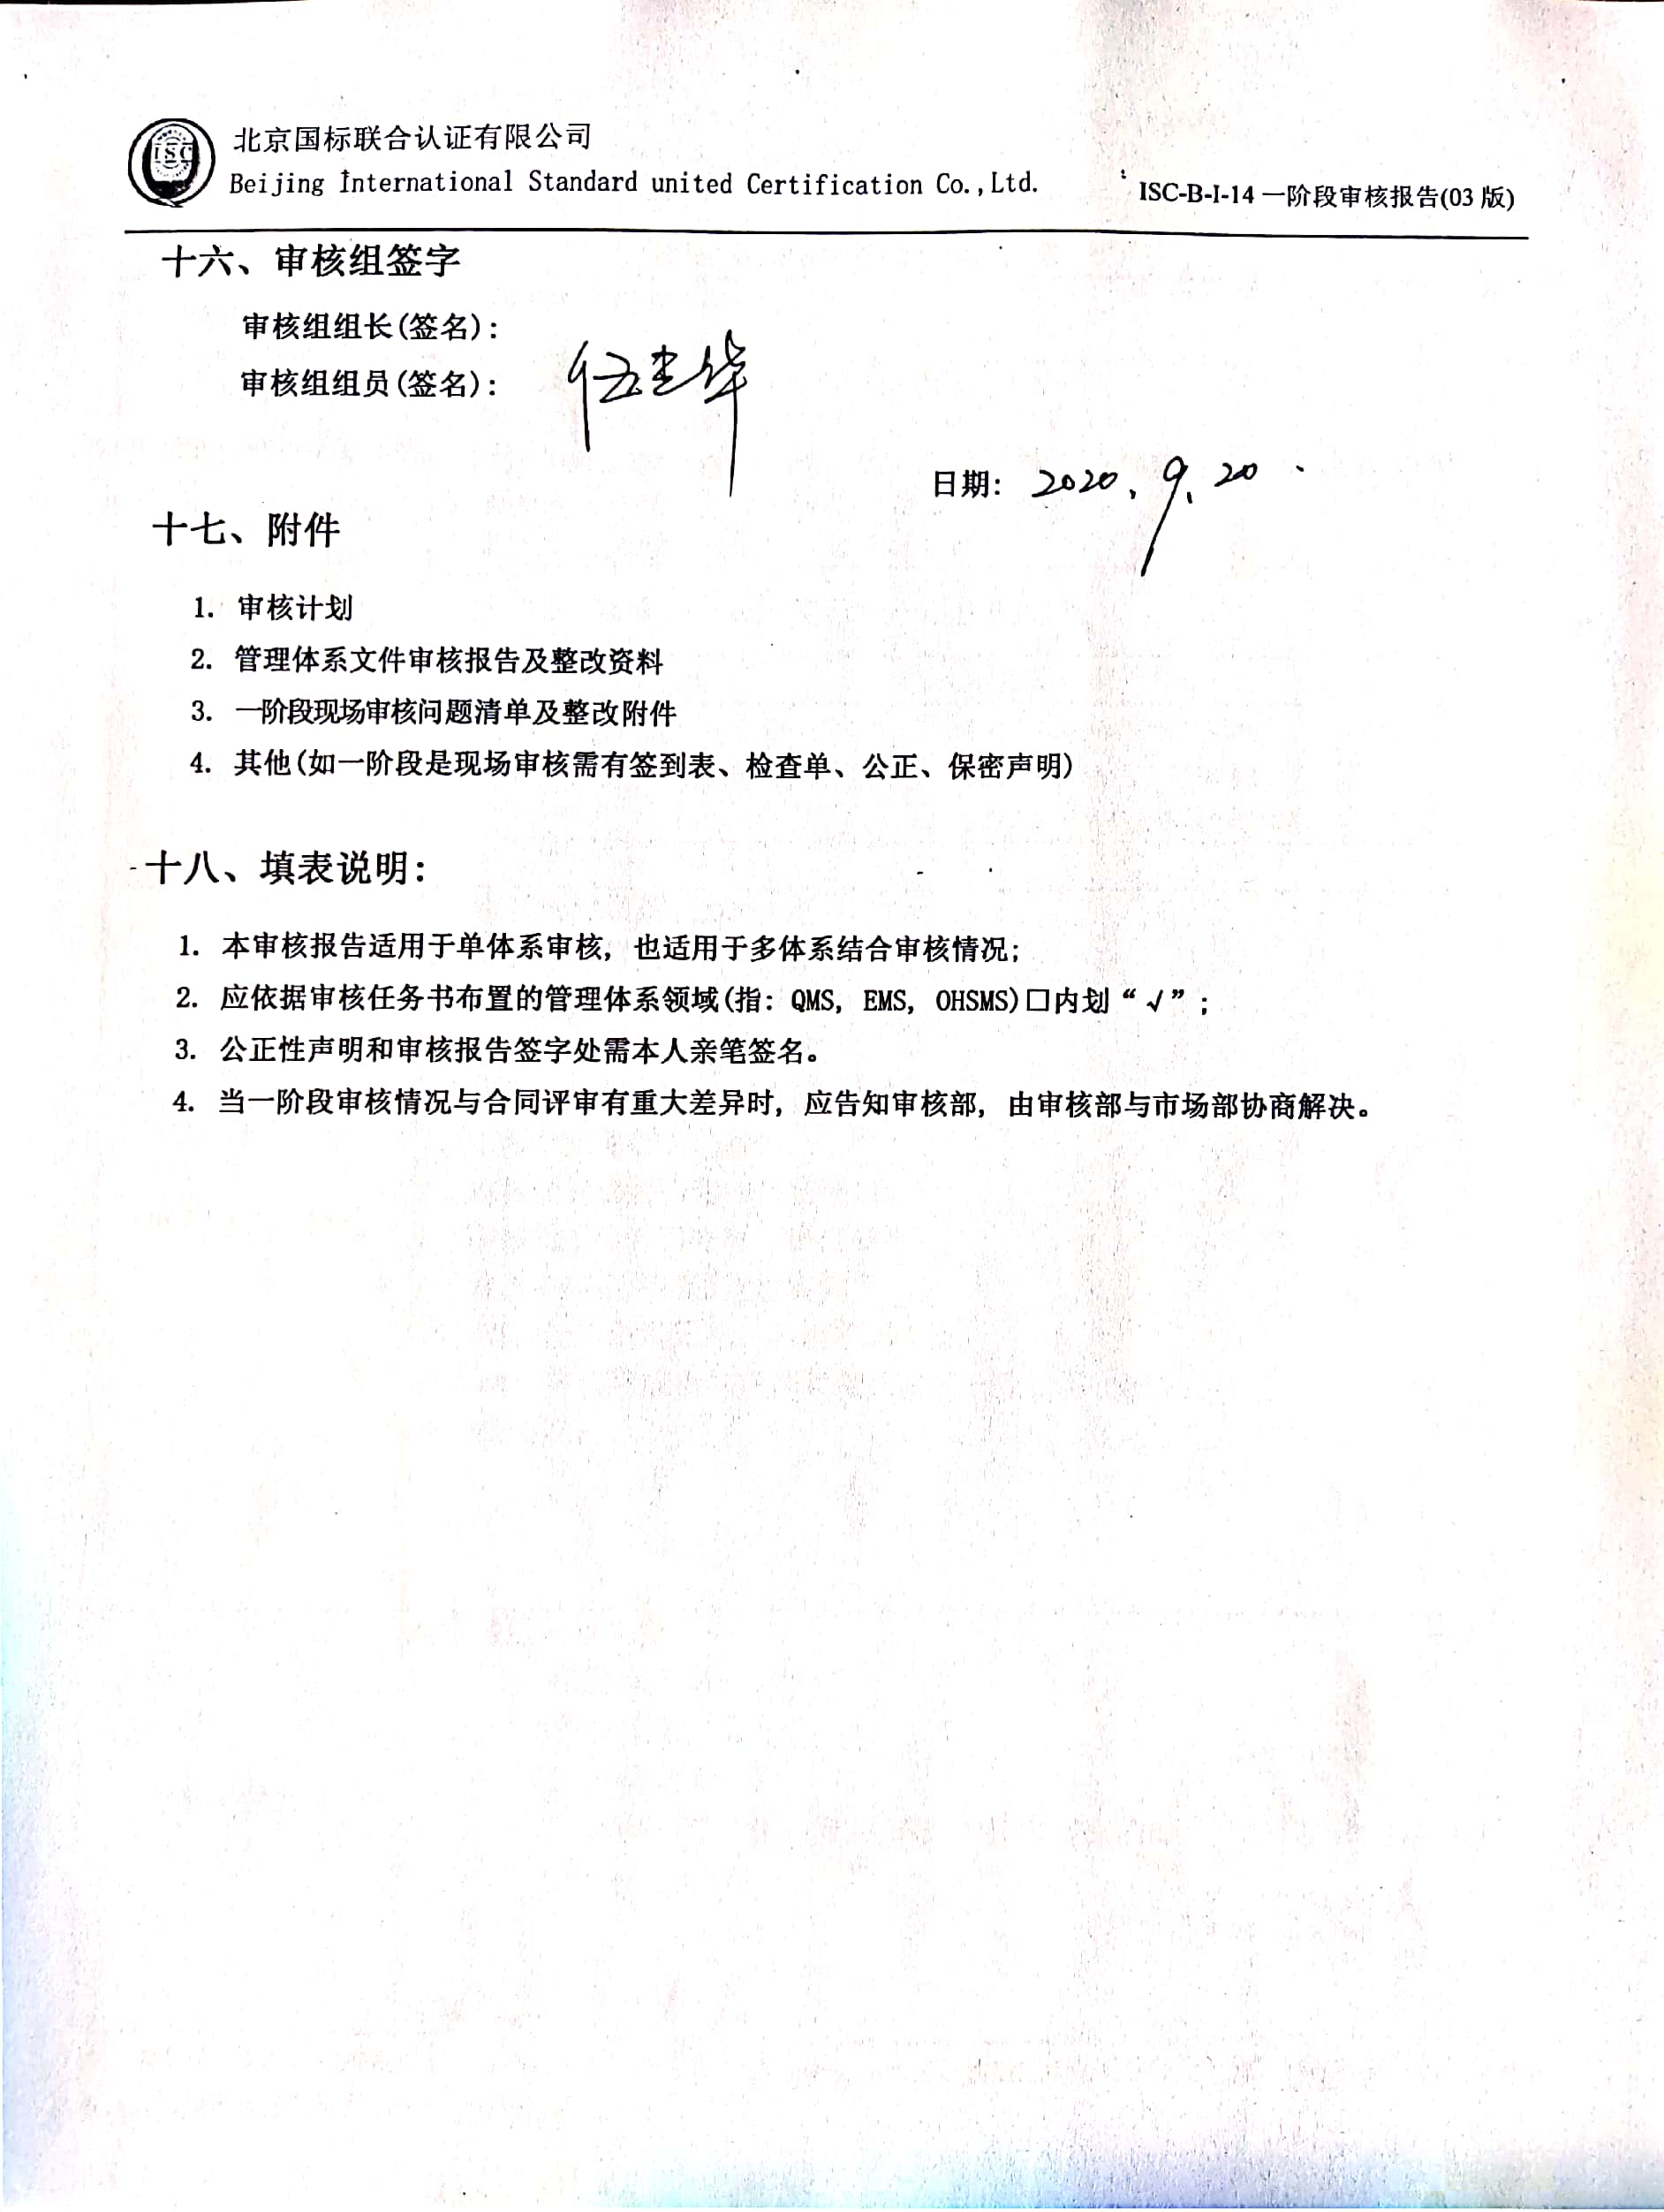 ISC
北京国标联合认证有限公司
Beijing International Standard united Certification Co.,Ltd.
ISC-B-I-14 一阶段审核报告(03 版)
十六、审核组签字
审核组组长(签名):
审核组组员(签名):
日期: 2020.9.20
十七、附件
1. 审核计划
2. 管理体系文件审核报告及整改资料
3. 一阶段现场审核问题清单及整改附件
4. 其他(如一阶段是现场审核需有签到表、检查单、公正、保密声明)
十八、填表说明:
1. 本审核报告适用于单体系审核, 也适用于多体系结合审核情况;
2. 应依据审核任务书布置的管理体系领域(指: QMS, EMS, OHSMS)口内划“√”;
3. 公正性声明和审核报告签字处需本人亲笔签名。
4. 当一阶段审核情况与合同评审有重大差异时, 应告知审核部, 由审核部与市场部协商解决。